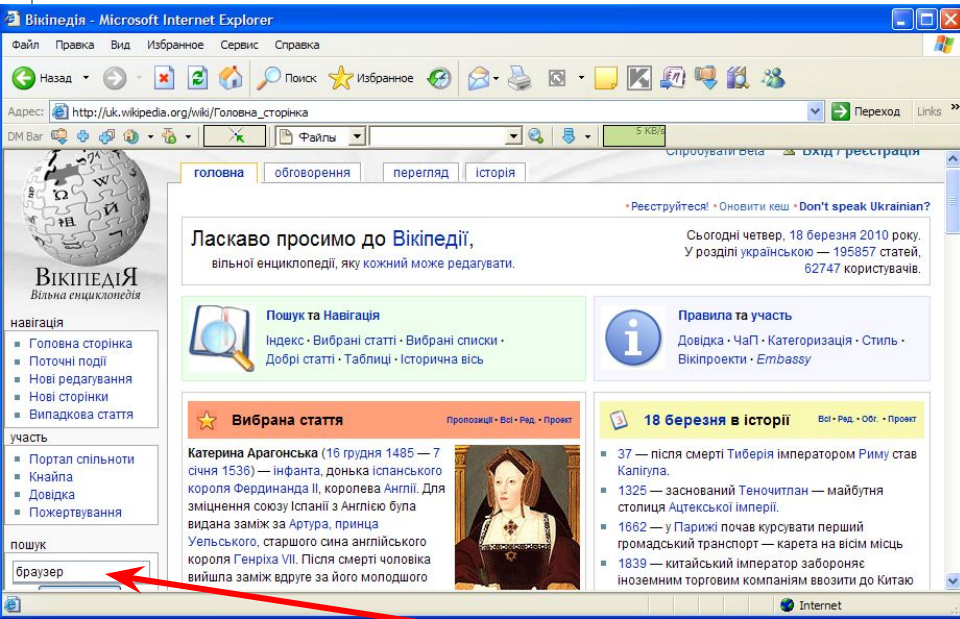 Вікіпедія - Microsoft Internet Explorer
Файл Правка Вид Избранное Сервис Справка
Назад Поиск Избранное
Адрес: http://uk.wikipedia.org/wiki/Головна_сторінка Переход Links »
DM Bar Файлы 5 KB/s
Спробувати Beta Вхід / реєстрація
головна обговорення перегляд історія
• Реєструйтеся! • Оновити кеш • Don't speak Ukrainian?
Ласкаво просимо до Вікіпедії,
вільної енциклопедії, яку кожний може редагувати.
Сьогодні четвер, 18 березня 2010 року.
У розділі українською — 195857 статей,
62747 користувачів.
ВікіпедіЯ
Вільна енциклопедія
навігація
Головна сторінка
Поточні події
Нові редагування
Нові сторінки
Випадкова стаття
участь
Портал спільноти
Кнайпа
Довідка
Пожертвування
пошук
браузер
Пошук та Навігація
Індекс · Вибрані статті · Вибрані списки ·
Добрі статті · Таблиці · Історична вісь
Правила та участь
Довідка · ЧаП · Категоризація · Стиль ·
Вікіпроекти · Embassy
Вибрана стаття Пропозиції • Всі • Ред. • Проект
Катерина Арагонська (16 грудня 1485 — 7
січня 1536) — інфанта, донька іспанського
короля Фердинанда II, королева Англії. Для
зміцнення союзу Іспанії з Англією була
видана заміж за Артура, принца
Уельського, старшого сина англійського
короля Генріха VII. Після смерті чоловіка
вийшла заміж вдруге за його молодшого
18 березня в історії Всі • Ред. • Обг. • Проект
37 — після смерті Тиберія імператором Риму став
Калігула.
1325 — заснований Теночитлан — майбутня
столиця Ацтекської імперії.
1662 — у Парижі почав курсувати перший
громадський транспорт — карета на вісім місць
1839 — китайський імператор забороняє
іноземним торговим компаніям ввозити до Китаю
Internet